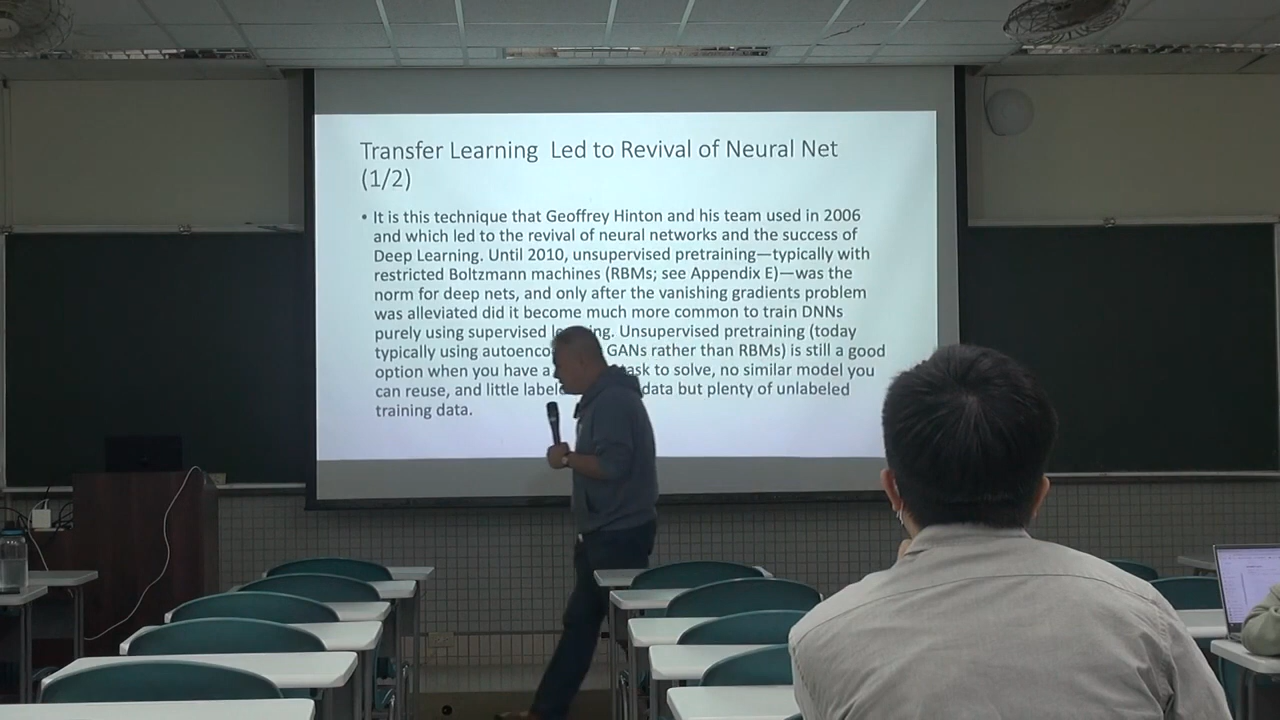 Transfer Learning Led to Revival of Neural Net
(1/2)
• It is this technique that Geoffrey Hinton and his team used in 2006
and which led to the revival of neural networks and the success of
Deep Learning. Until 2010, unsupervised pretraining—typically with
restricted Boltzmann machines (RBMs; see Appendix E)—was the
norm for deep nets, and only after the vanishing gradients problem
was alleviated did it become much more common to train DNNs
purely using supervised learning. Unsupervised pretraining (today
typically using GANs rather than RBMs) is still a good
option when you have a task to solve, no similar model you
can reuse, and little data but plenty of unlabeled
training data.